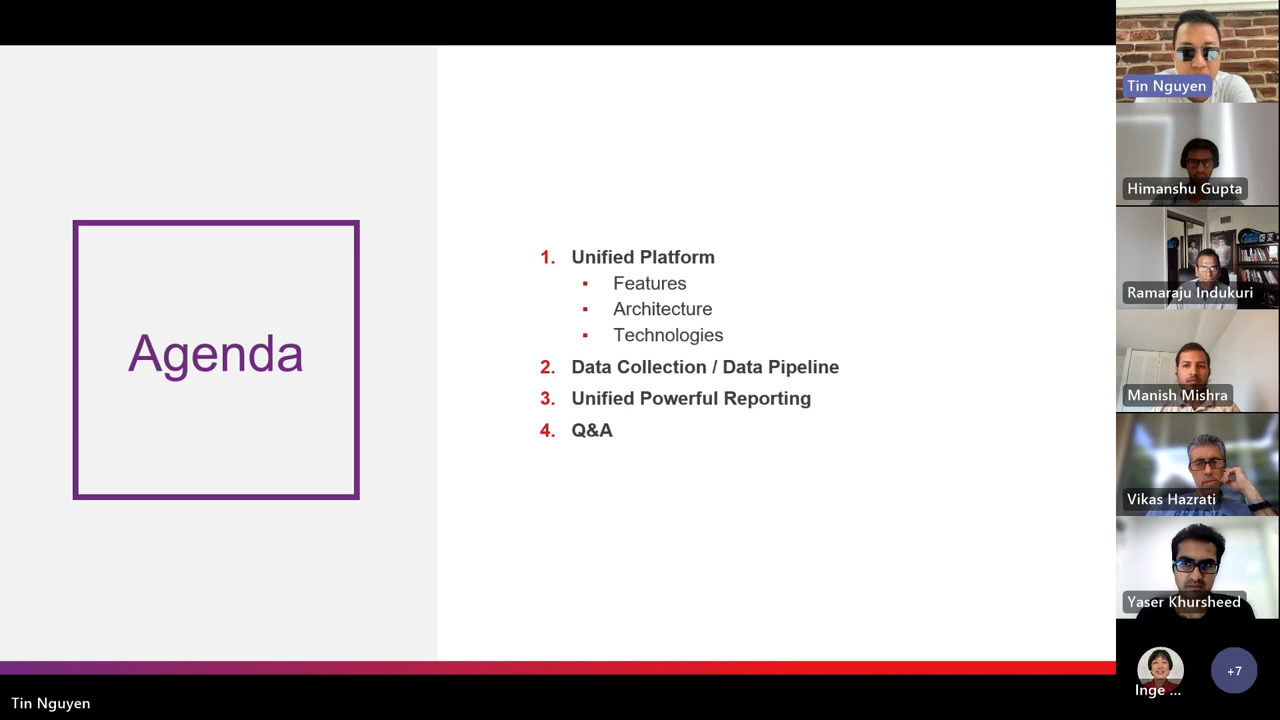 Agenda
1. Unified Platform
▪ Features
▪ Architecture
▪ Technologies
2. Data Collection / Data Pipeline
3. Unified Powerful Reporting
4. Q&A
Tin Nguyen
Himanshu Gupta
Ramaraju Indukuri
Manish Mishra
Vikas Hazrati
Yaser Khursheed
Inge ...
+7
Tin Nguyen